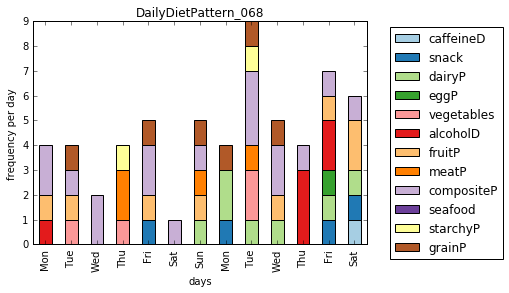 DailyDietPattern_068
9
8
7
6
5
4
3
2
1
0
frequency per day
Mon Tue Wed Thu Fri Sat Sun Mon Tue Wed Thu Fri Sat
days
caffeineD
snack
dairyP
eggP
vegetables
alcoholD
fruitP
meatP
compositeP
seafood
starchyP
grainP